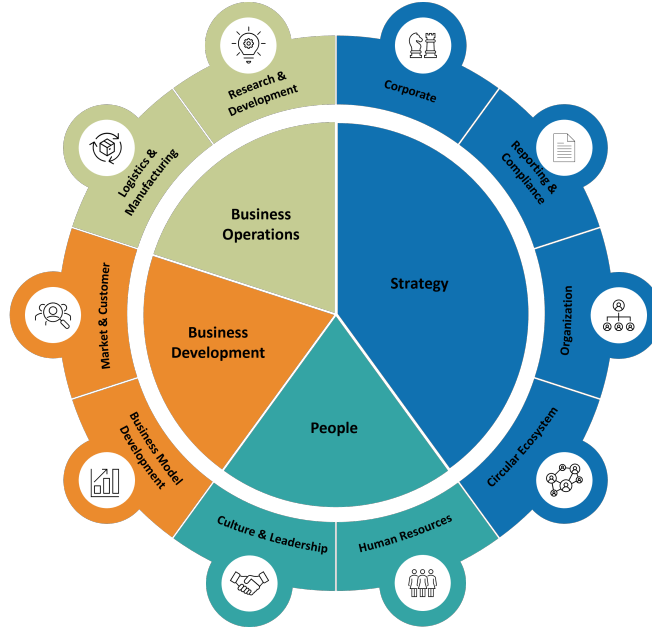 Research &
Development
Corporate
Logistics &
Manufacturing
Reporting &
Compliance
Business
Operations
Strategy
Market & Customer
Organization
Business
Development
People
Business Model
Development
Circular Ecosystem
Culture & Leadership
Human Resources